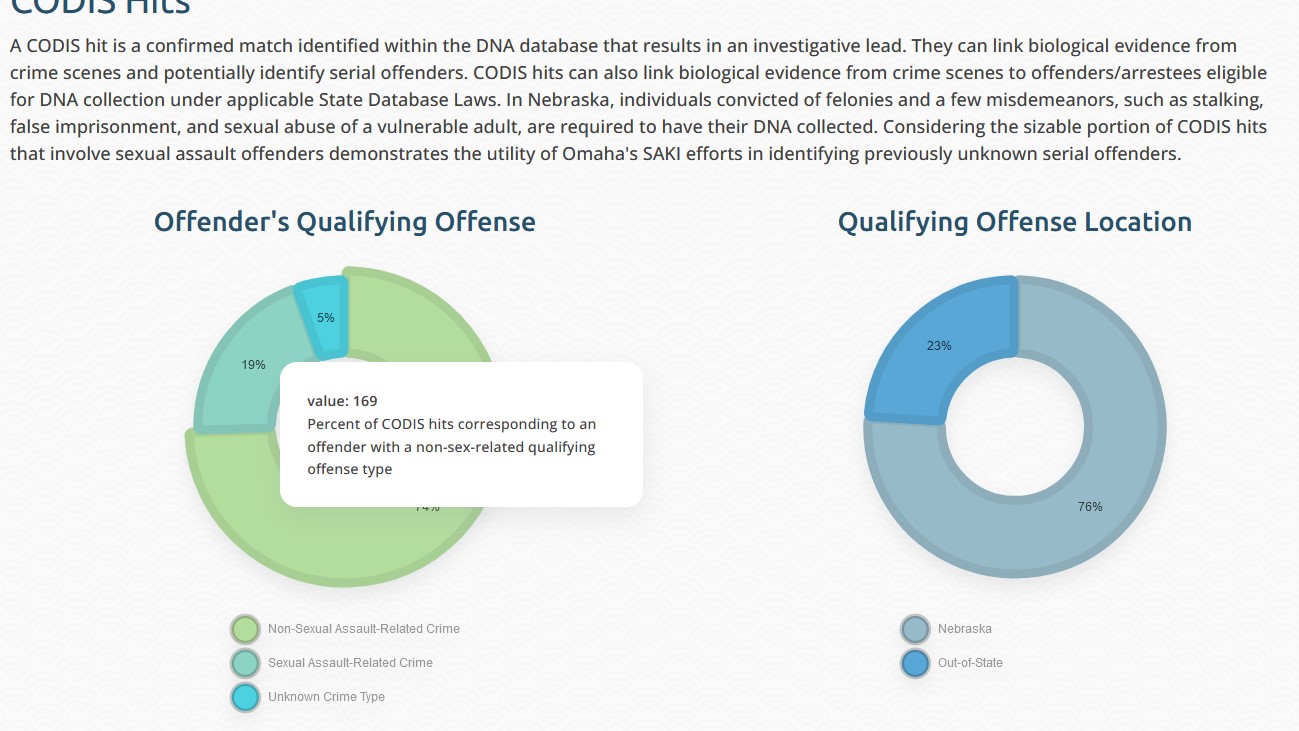 CODIS Hits
A CODIS hit is a confirmed match identified within the DNA database that results in an investigative lead. They can link biological evidence from
crime scenes and potentially identify serial offenders. CODIS hits can also link biological evidence from crime scenes to offenders/arrestees eligible
for DNA collection under applicable State Database Laws. In Nebraska, individuals convicted of felonies and a few misdemeanors, such as stalking,
false imprisonment, and sexual abuse of a vulnerable adult, are required to have their DNA collected. Considering the sizable portion of CODIS hits
that involve sexual assault offenders demonstrates the utility of Omaha's SAKI efforts in identifying previously unknown serial offenders.
Offender's Qualifying Offense
5%
19%
value: 169
Percent of CODIS hits corresponding to an
offender with a non-sex-related qualifying
offense type
74%
Non-Sexual Assault-Related Crime
Sexual Assault-Related Crime
Unknown Crime Type
Qualifying Offense Location
23%
76%
Nebraska
Out-of-State